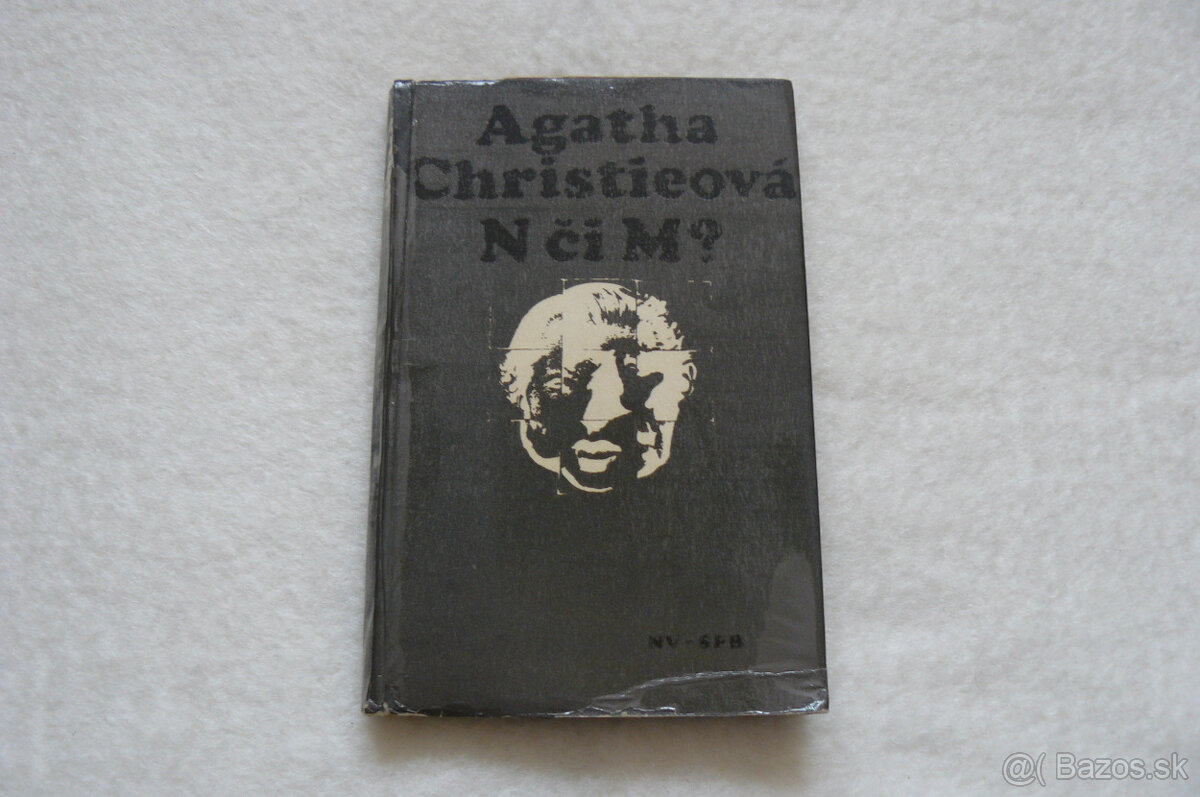 Agatha
Christieová
N či M?
NV - SPB
@( Bazos.sk